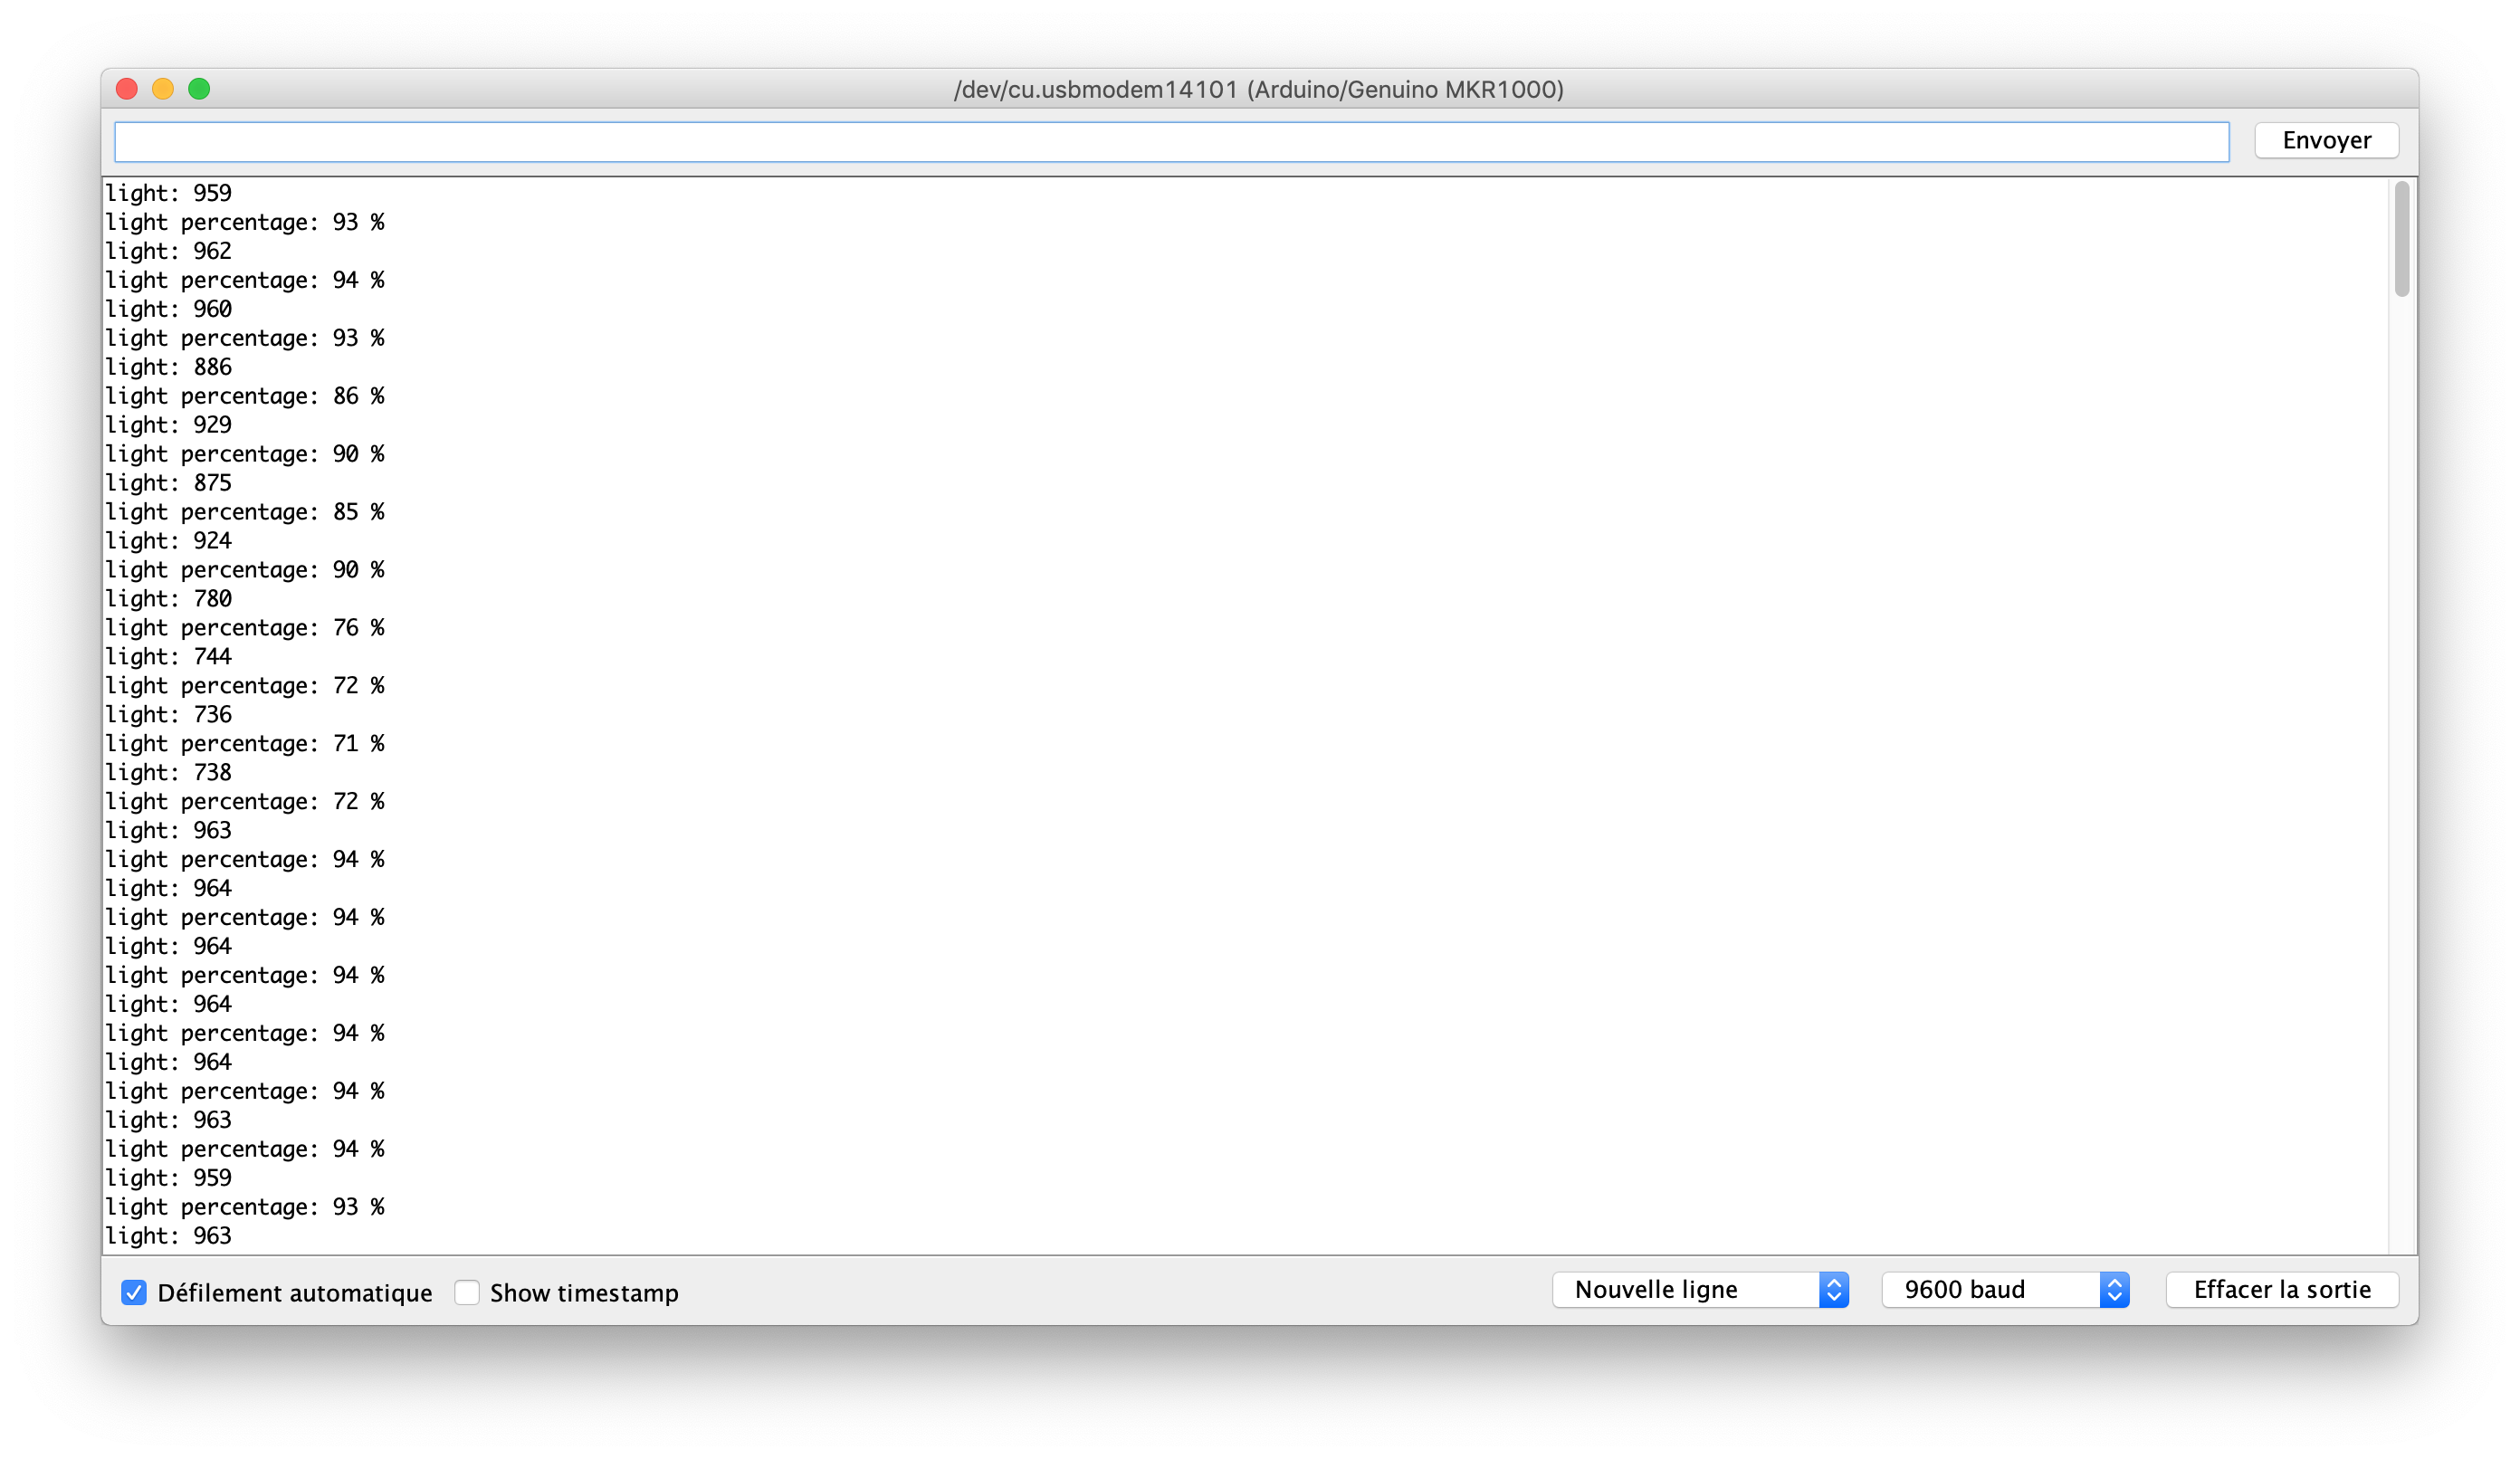 /dev/cu.usbmodem14101 (Arduino/Genuino MKR1000)
Envoyer
light: 959
light percentage: 93 %
light: 962
light percentage: 94 %
light: 960
light percentage: 93 %
light: 886
light percentage: 86 %
light: 929
light percentage: 90 %
light: 875
light percentage: 85 %
light: 924
light percentage: 90 %
light: 780
light percentage: 76 %
light: 744
light percentage: 72 %
light: 736
light percentage: 71 %
light: 738
light percentage: 72 %
light: 963
light percentage: 94 %
light: 964
light percentage: 94 %
light: 964
light percentage: 94 %
light: 964
light percentage: 94 %
light: 964
light percentage: 94 %
light: 963
light percentage: 94 %
light: 959
light percentage: 93 %
light: 963
Défilement automatique Show timestamp Nouvelle ligne 9600 baud Effacer la sortie